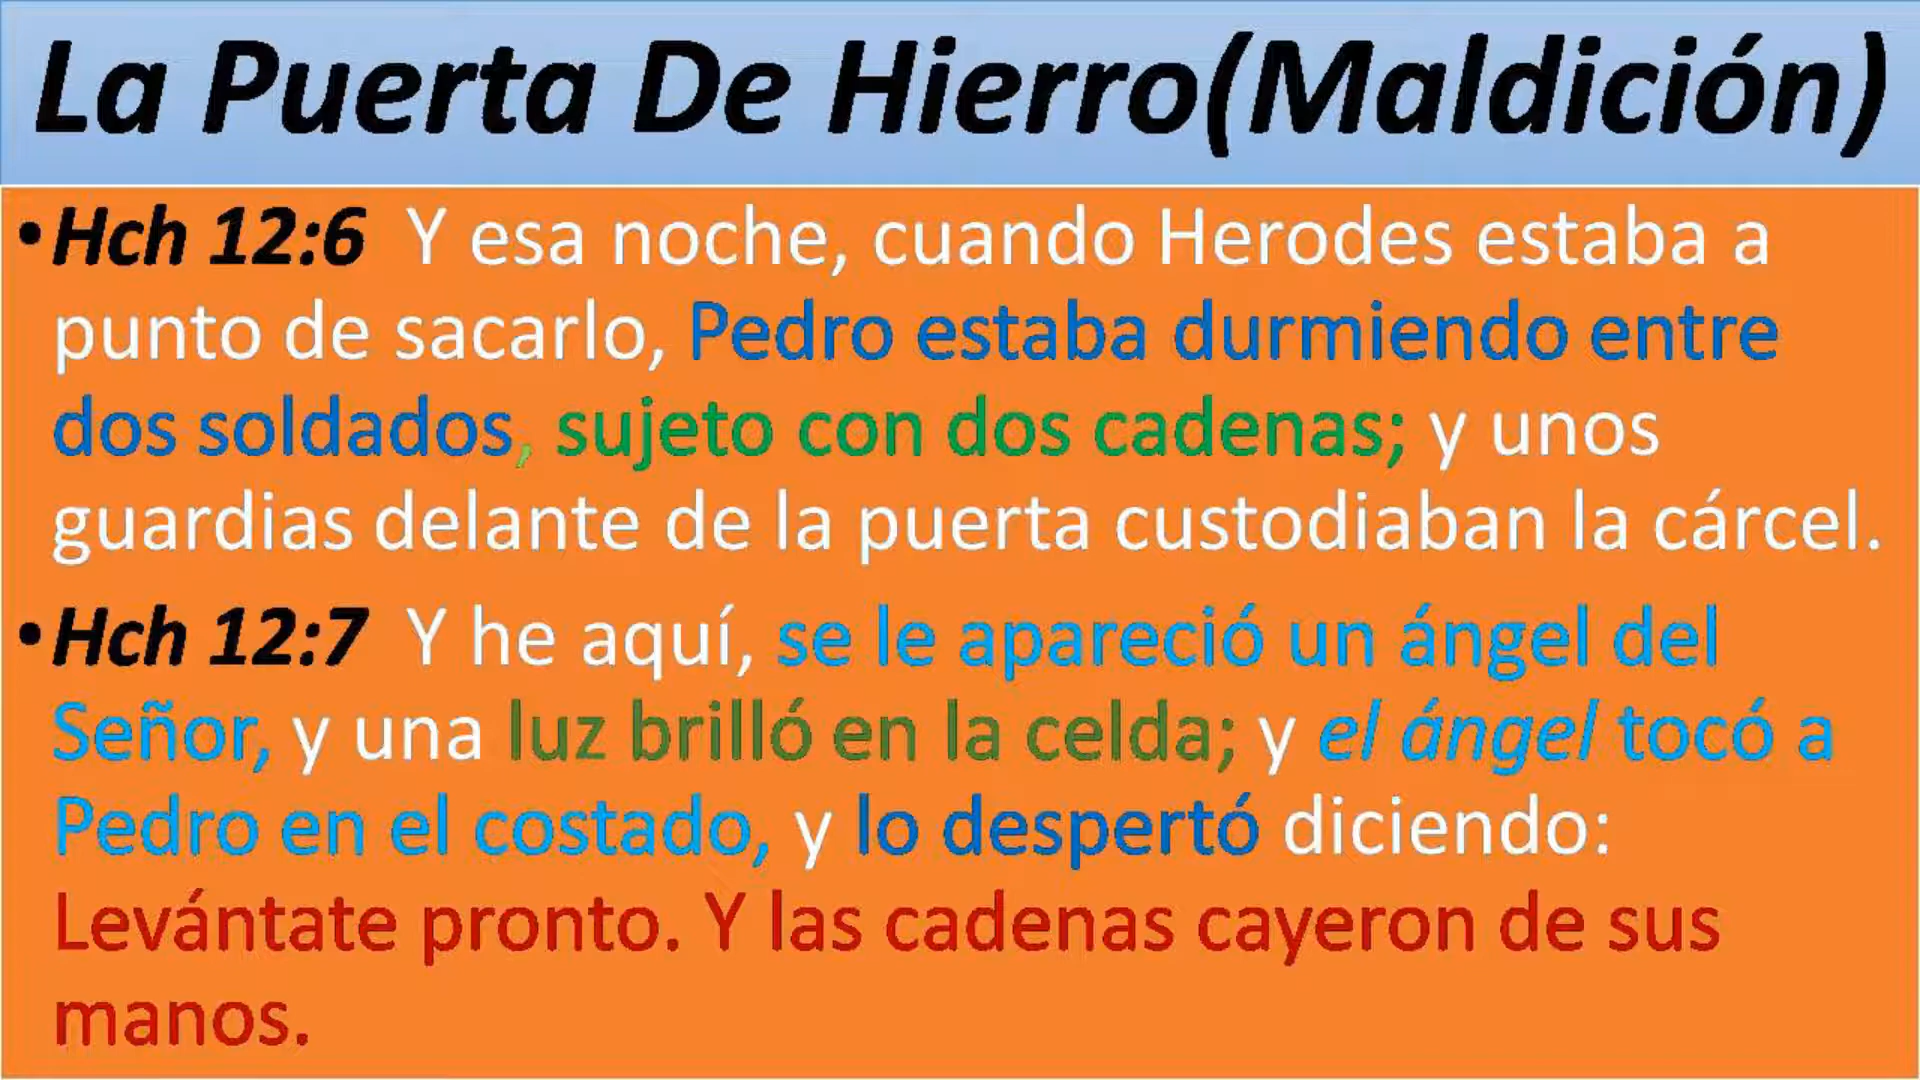 La Puerta De Hierro(Maldición)
•Hch 12:6 Y esa noche, cuando Herodes estaba a
punto de sacarlo, Pedro estaba durmiendo entre
dos soldados, sujeto con dos cadenas; y unos
guardias delante de la puerta custodiaban la cárcel.
•Hch 12:7 Y he aquí, se le apareció un ángel del
Señor, y una luz brilló en la celda; y el ángel tocó a
Pedro en el costado, y lo despertó diciendo:
Levántate pronto. Y las cadenas cayeron de sus
manos.